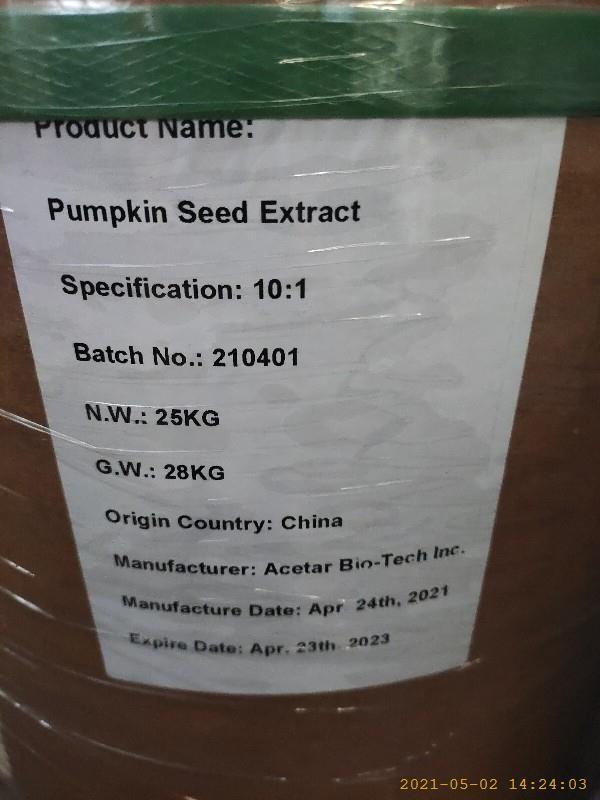 Product Name:
Pumpkin Seed Extract
Specification: 10:1
Batch No.: 210401
N.W.: 25KG
G.W.: 28KG
Origin Country: China
Manufacturer: Acetar Bio-Tech Inc.
Manufacture Date: Apr 24th, 2021
Expire Date: Apr. 23th 2023
2021-05-02 14:24:03